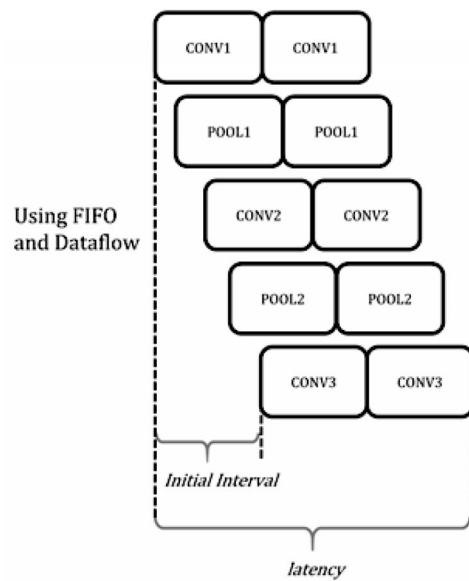 CONV1 CONV1
POOL1 POOL1
CONV2 CONV2
Using FIFO
and Dataflow
POOL2 POOL2
CONV3 CONV3
Initial Interval
latency